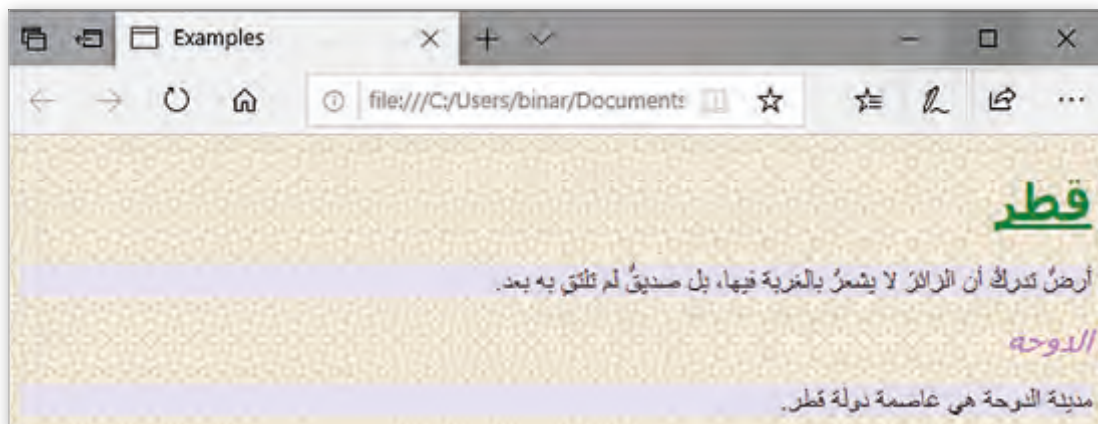 Examples
file:///C:/Users/binar/Documents
قطر
أرضٌ تدركُ أن الزائرَ لا يشعرُ بالغربة فيها، بل صديقٌ لم تلتقِ به بعد.
الدوحه
مدينة الدوحة هي عاصمة دولة قطر.